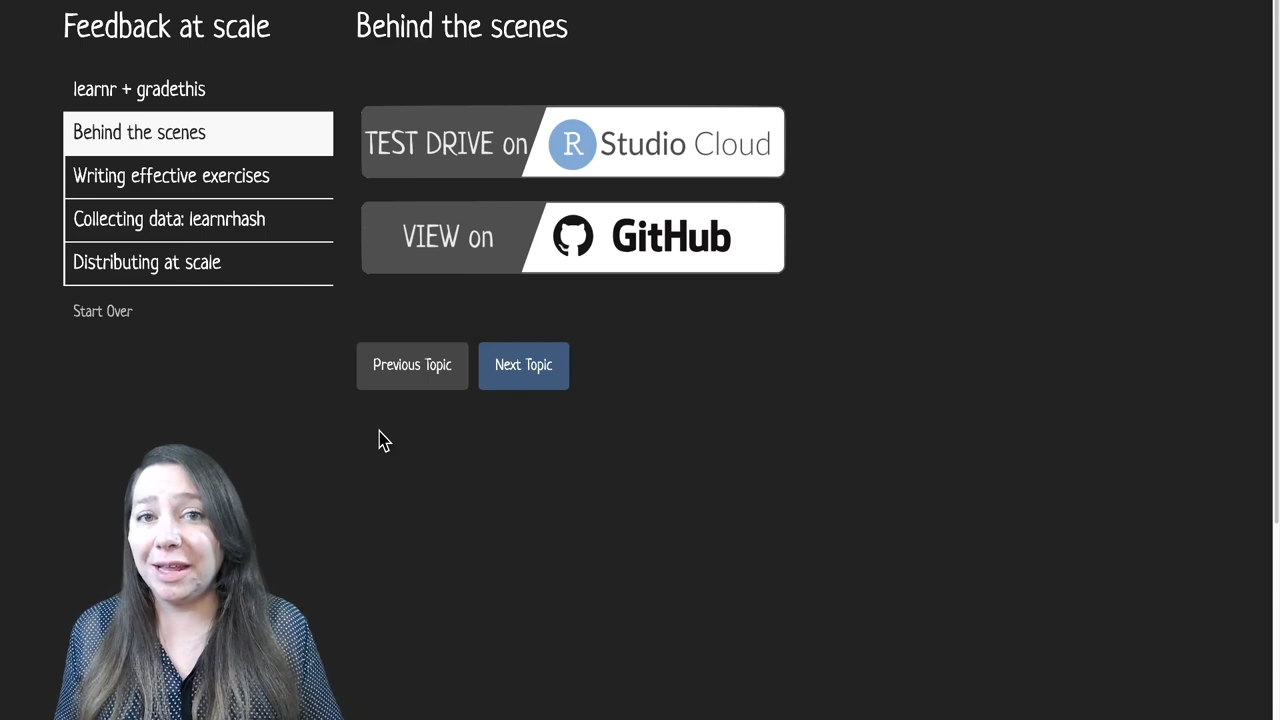 Feedback at scale
learnr + gradethis
Behind the scenes
Writing effective exercises
Collecting data: learnrhash
Distributing at scale
Start Over
Behind the scenes
TEST DRIVE on R Studio Cloud
VIEW on GitHub
Previous Topic
Next Topic